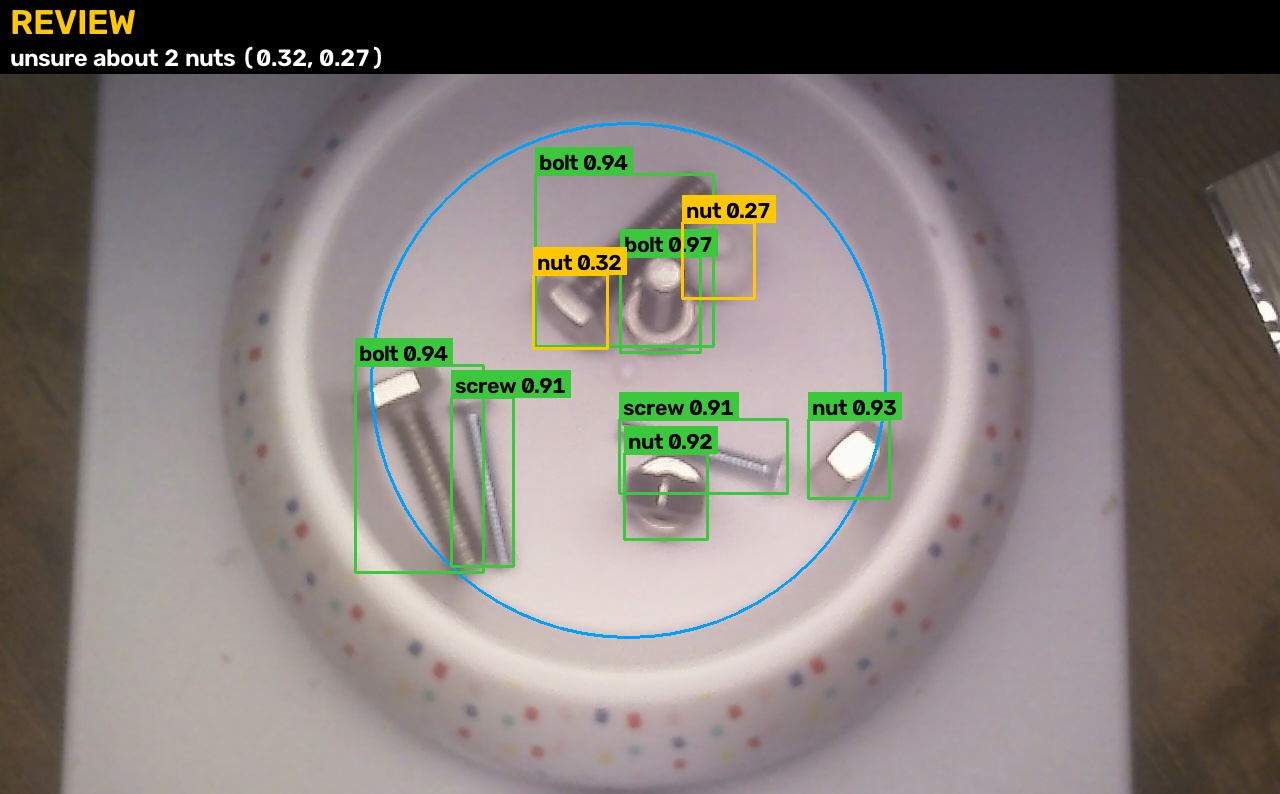 REVIEW
unsure about 2 nuts (0.32, 0.27)
bolt 0.94
nut 0.27
bolt 0.97
nut 0.32
bolt 0.94
screw 0.91
screw 0.91
nut 0.93
nut 0.92